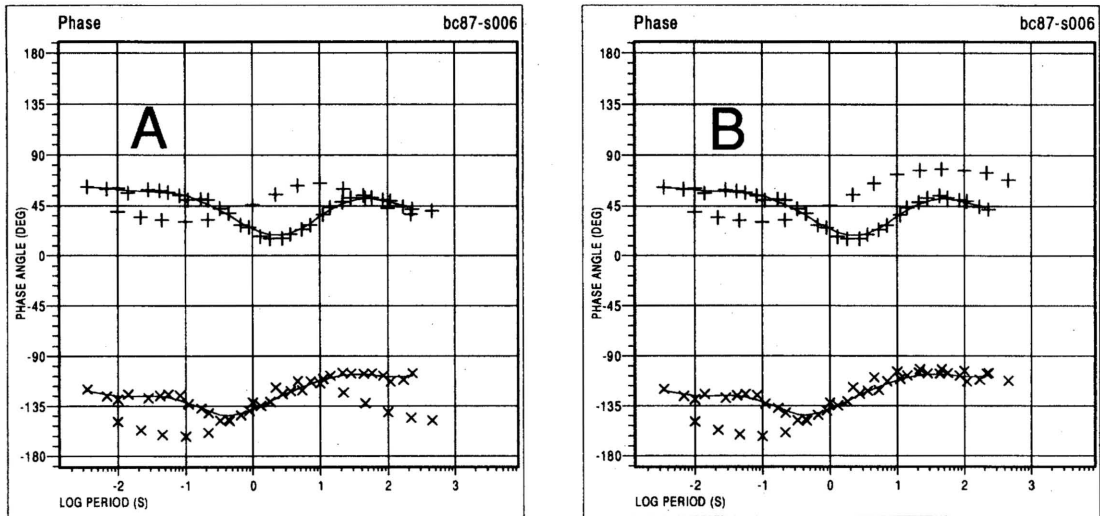 Phase bc87-s006
180
135
90
45
0
-45
-90
-135
-180
PHASE ANGLE (DEG)
A
-2 -1 0 1 2 3
LOG PERIOD (S)
Phase bc87-s006
180
135
90
45
0
-45
-90
-135
-180
PHASE ANGLE (DEG)
B
-2 -1 0 1 2 3
LOG PERIOD (S)